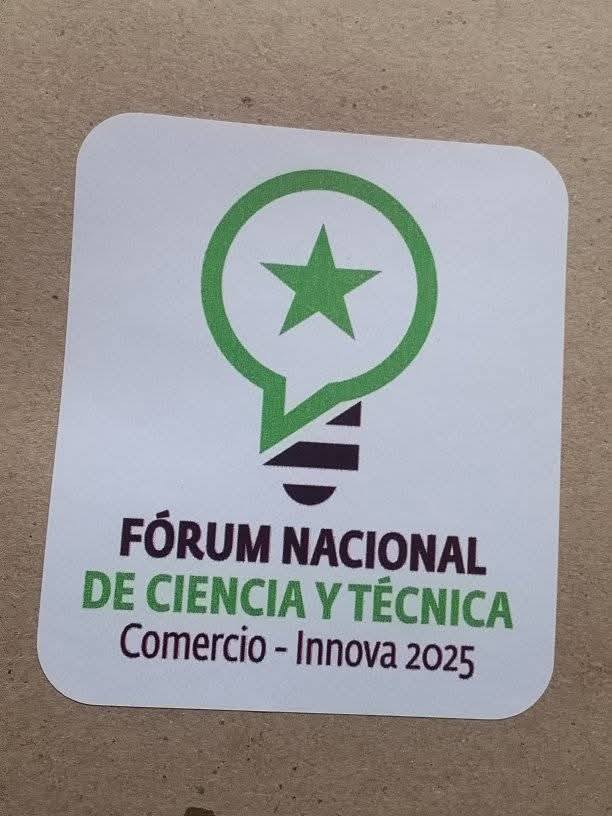 FÓRUM NACIONAL
DE CIENCIA Y TÉCNICA
Comercio - Innova 2025